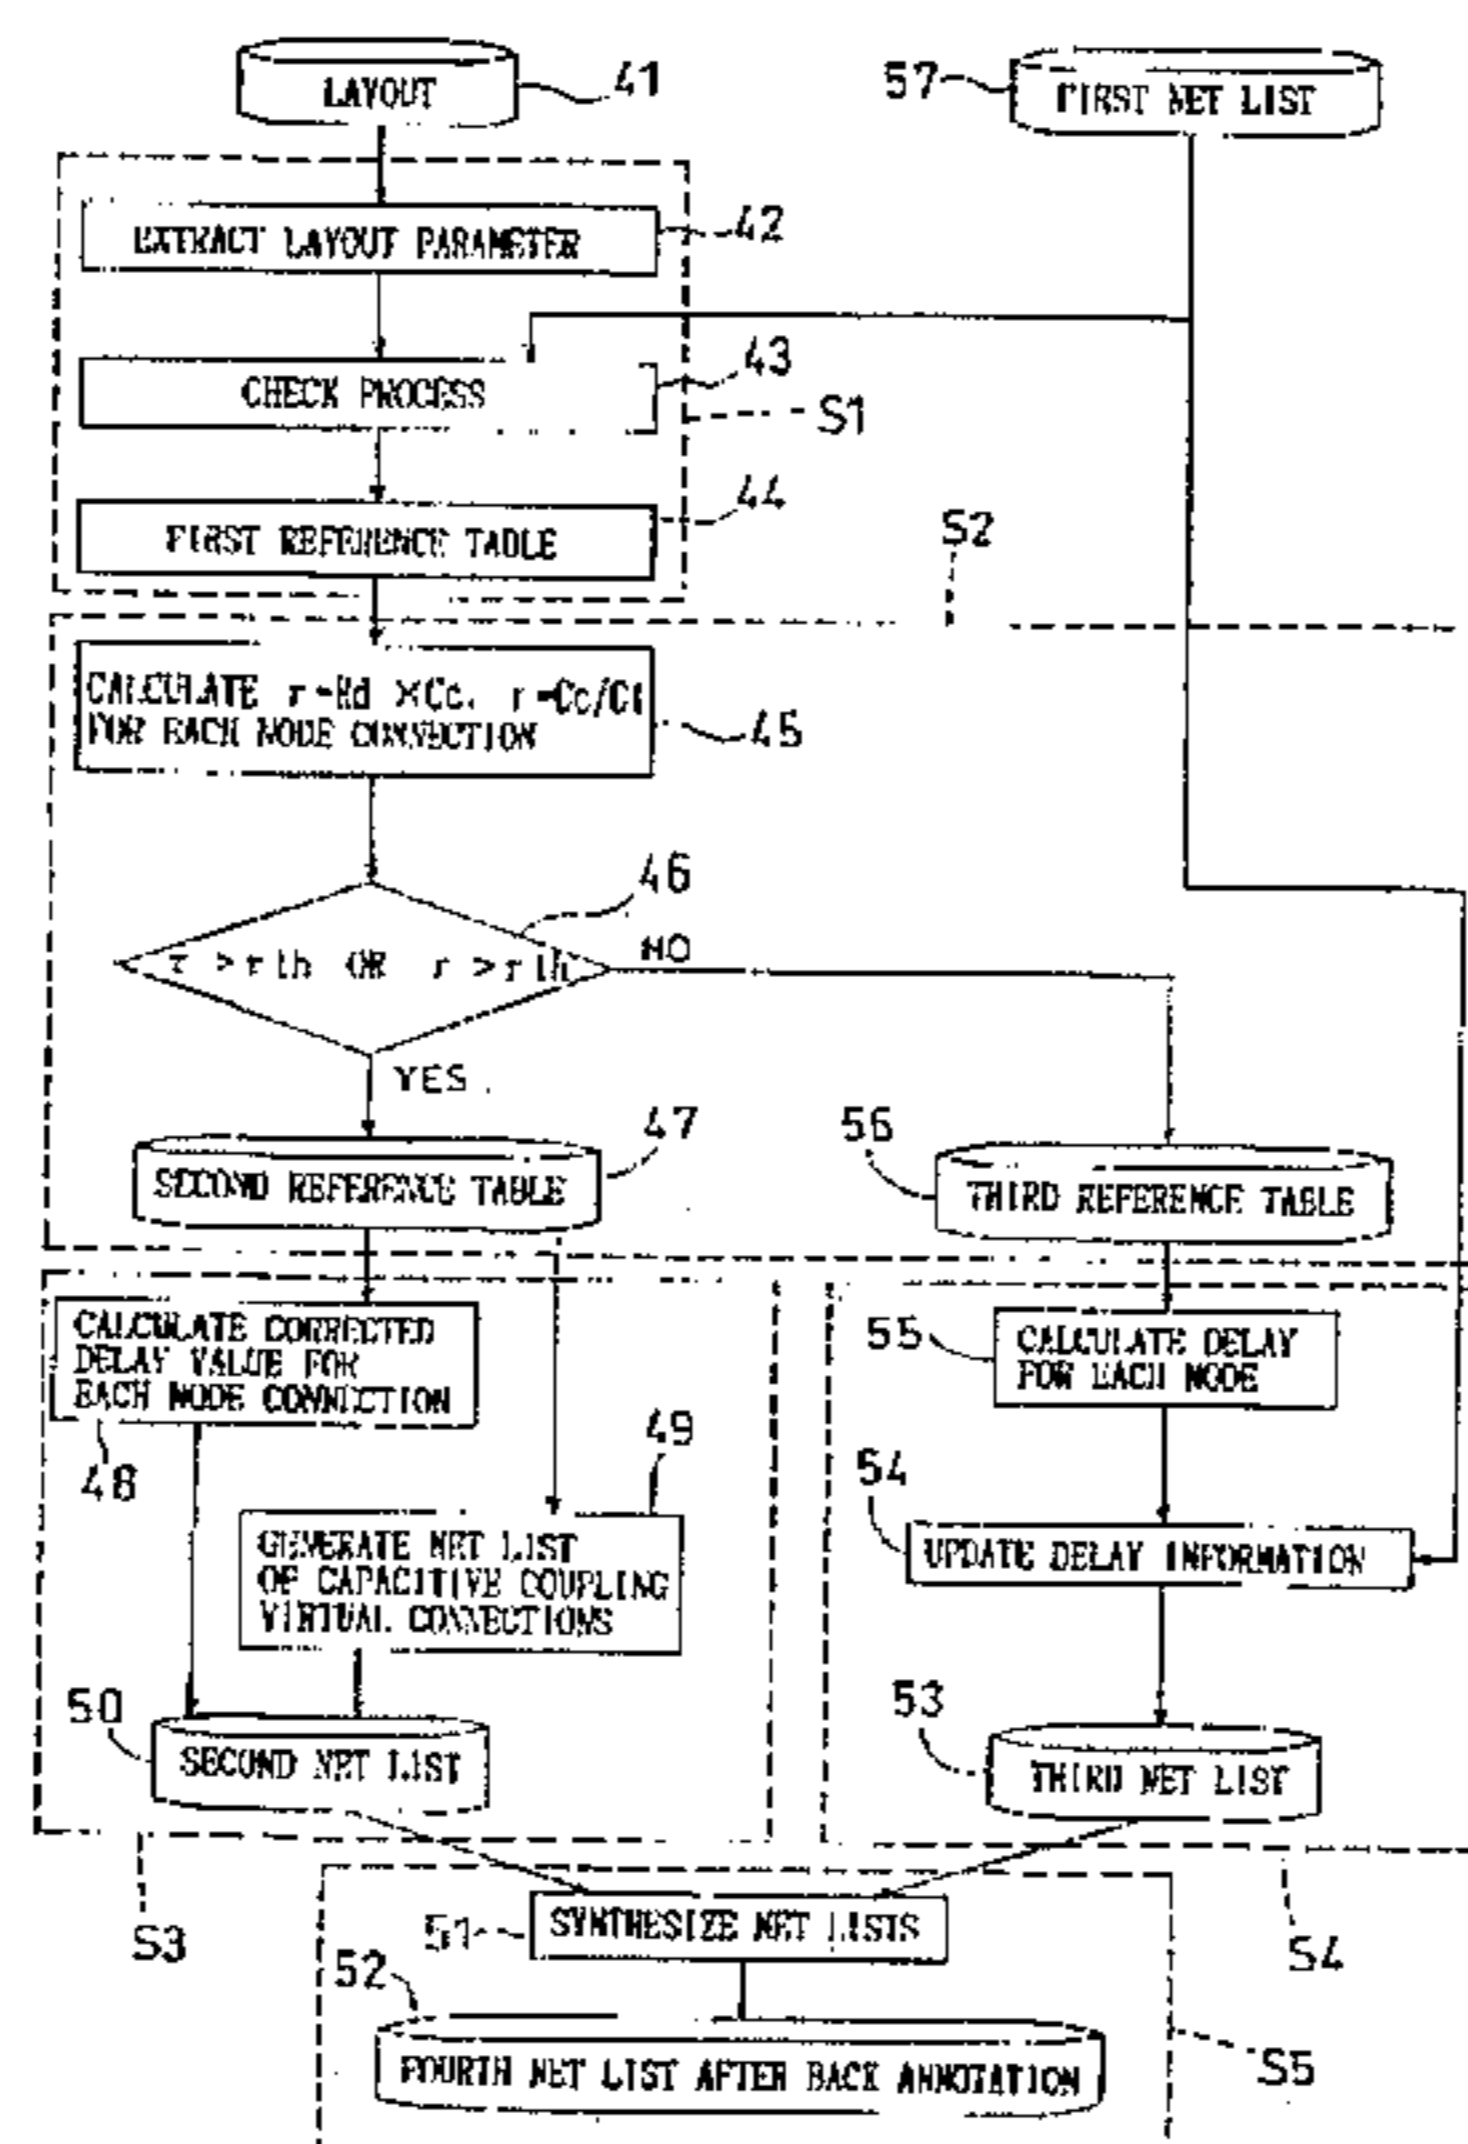 LAYOUT
41
57
FIRST NET LIST
EXTRACT LAYOUT PARAMETER
42
CHECK PROCESS
43
S1
FIRST REFERENCE TABLE
44
S2
CALCULATE τ=Rd ×Cc, r=Cc/Cf
FOR EACH NODE CONNECTION
45
46
τ >τth OR r >rth
NO
YES
47
SECOND REFERENCE TABLE
56
THIRD REFERENCE TABLE
CALCULATE CORRECTED
DELAY VALUE FOR
EACH NODE CONNECTION
48
55
CALCULATE DELAY
FOR EACH NODE
49
GENERATE NET LIST
OF CAPACITIVE COUPLING
VIRTUAL CONNECTIONS
54
UPDATE DELAY INFORMATION
50
SECOND NET LIST
53
THIRD NET LIST
S3
51
SYNTHESIZE NET LISTS
S4
52
FOURTH NET LIST AFTER BACK ANNOTATION
S5